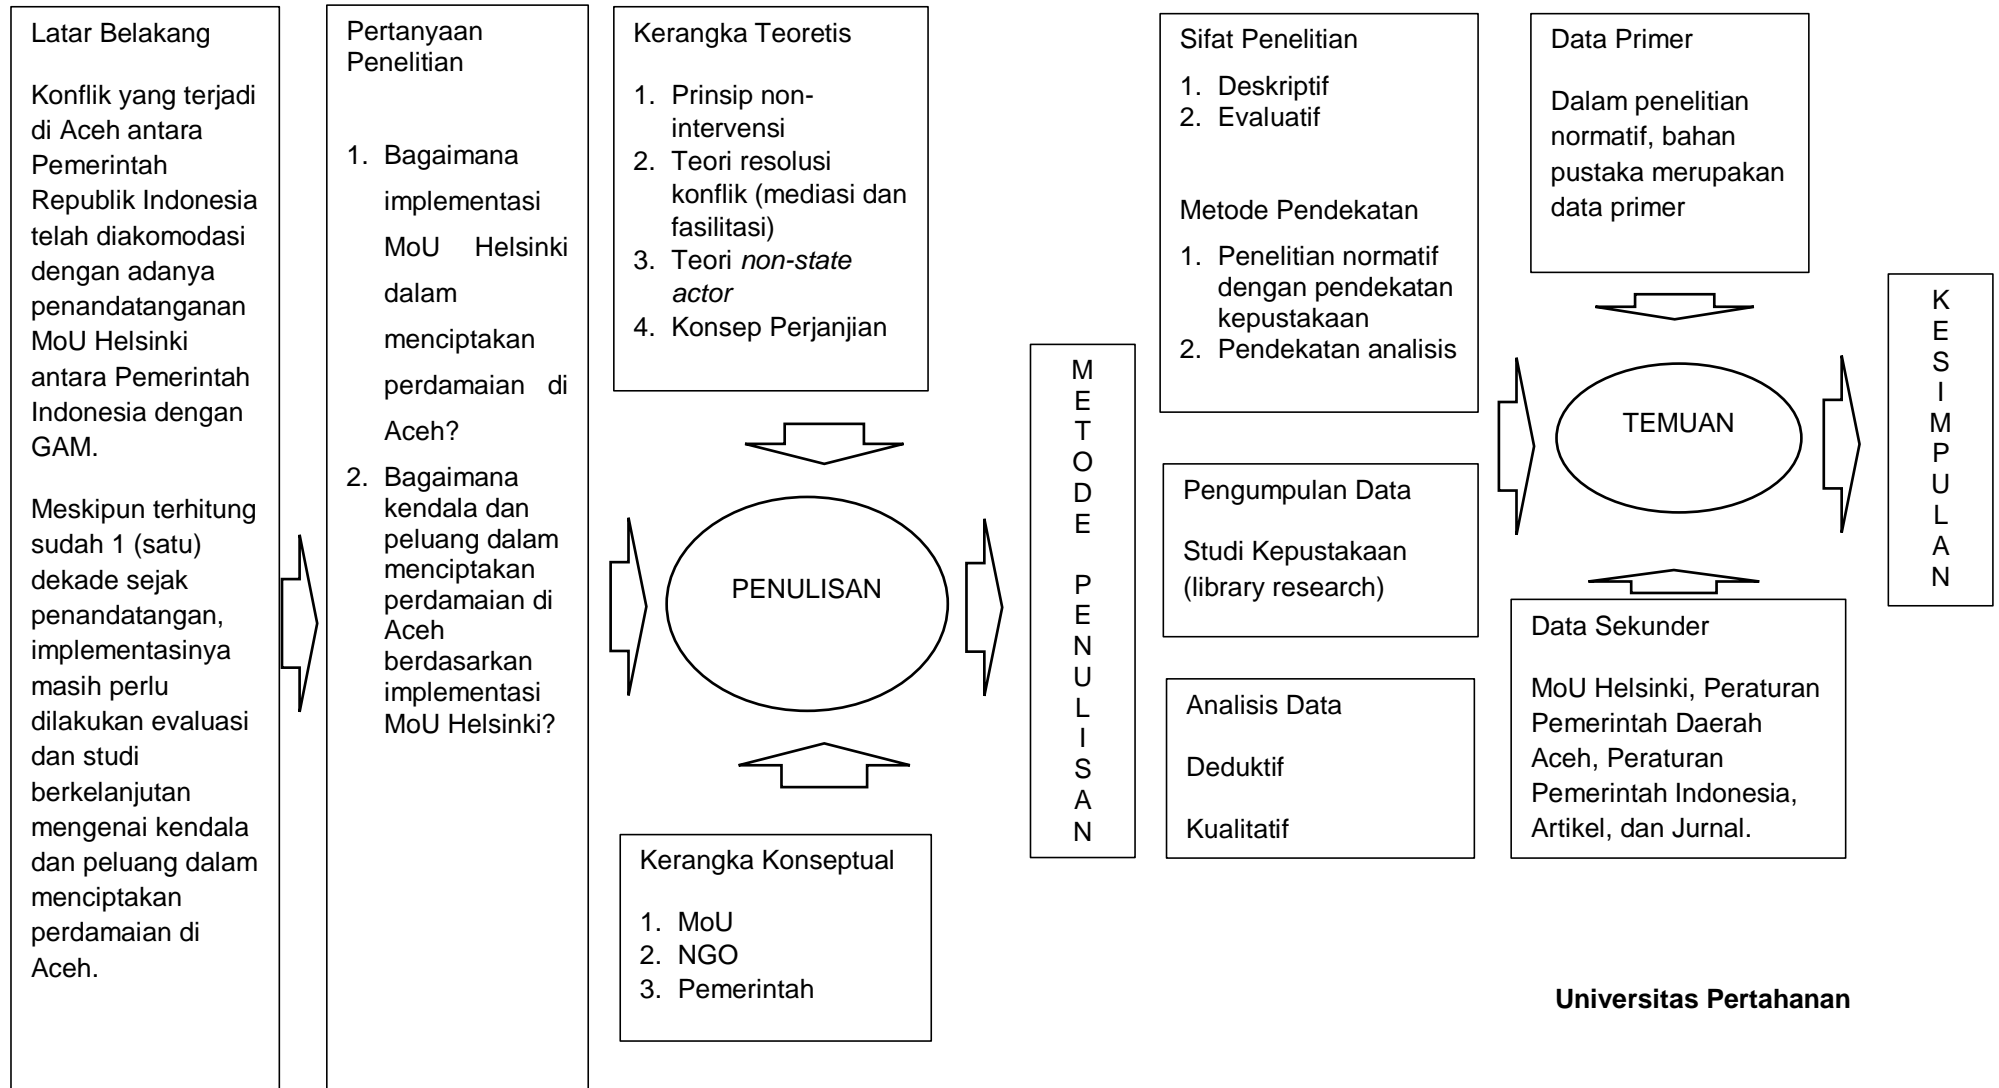 Latar Belakang
Konflik yang terjadi
di Aceh antara
Pemerintah
Republik Indonesia
telah diakomodasi
dengan adanya
penandatanganan
MoU Helsinki
antara Pemerintah
Indonesia dengan
GAM.
Meskipun terhitung
sudah 1 (satu)
dekade sejak
penandatangan,
implementasinya
masih perlu
dilakukan evaluasi
dan studi
berkelanjutan
mengenai kendala
dan peluang dalam
menciptakan
perdamaian di
Aceh.
Pertanyaan
Penelitian
1. Bagaimana
implementasi
MoU Helsinki
dalam
menciptakan
perdamaian di
Aceh?
2. Bagaimana
kendala dan
peluang dalam
menciptakan
perdamaian di
Aceh
berdasarkan
implementasi
MoU Helsinki?
Kerangka Teoretis
1. Prinsip non-
intervensi
2. Teori resolusi
konflik (mediasi dan
fasilitasi)
3. Teori non-state
actor
4. Konsep Perjanjian
PENULISAN
Kerangka Konseptual
1. MoU
2. NGO
3. Pemerintah
M
E
T
O
D
E
P
E
N
U
L
I
S
A
N
Sifat Penelitian
1. Deskriptif
2. Evaluatif
Metode Pendekatan
1. Penelitian normatif
dengan pendekatan
kepustakaan
2. Pendekatan analisis
Pengumpulan Data
Studi Kepustakaan
(library research)
Analisis Data
Deduktif
Kualitatif
Data Primer
Dalam penelitian
normatif, bahan
pustaka merupakan
data primer
TEMUAN
Data Sekunder
MoU Helsinki, Peraturan
Pemerintah Daerah
Aceh, Peraturan
Pemerintah Indonesia,
Artikel, dan Jurnal.
K
E
S
I
M
P
U
L
A
N
Universitas Pertahanan